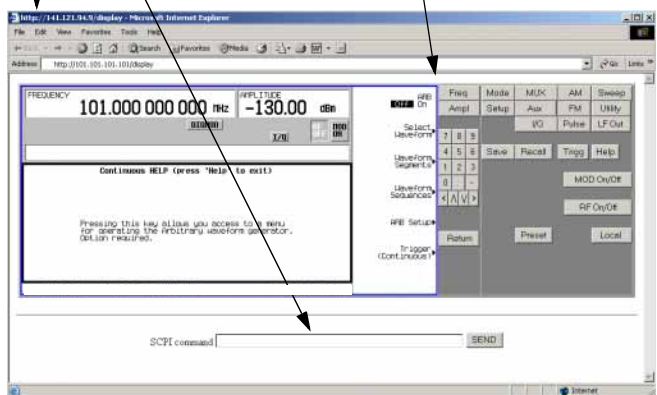 http://141.121.94.9/display - Microsoft Internet Explorer
File Edit View Favorites Tools Help
Search Favorites Media
Address http://101.101.101.101/display Go Links »
FREQUENCY AMPLITUDE
101.000 000 000 MHz -130.00 dBm
I/Q MOD ON
Continuous HELP (press 'Help' to exit)
Pressing this key allows you access to a menu
for operating the Arbitrary waveform generator.
Option required.
ARB
OFF On
Select
Waveform
Waveform
Segments
Waveform
Sequences
ARB Setup
Trigger
(Continuous)
Freq Mode MUX AM Sweep
Ampl Setup Aux FM Utility
I/O Pulse LF Out
7 8 9
4 5 6 Save Recall Trigg Help
1 2 3
0 . -
MOD On/Off
RF On/Off
Return Preset Local
SCPI command SEND
Internet